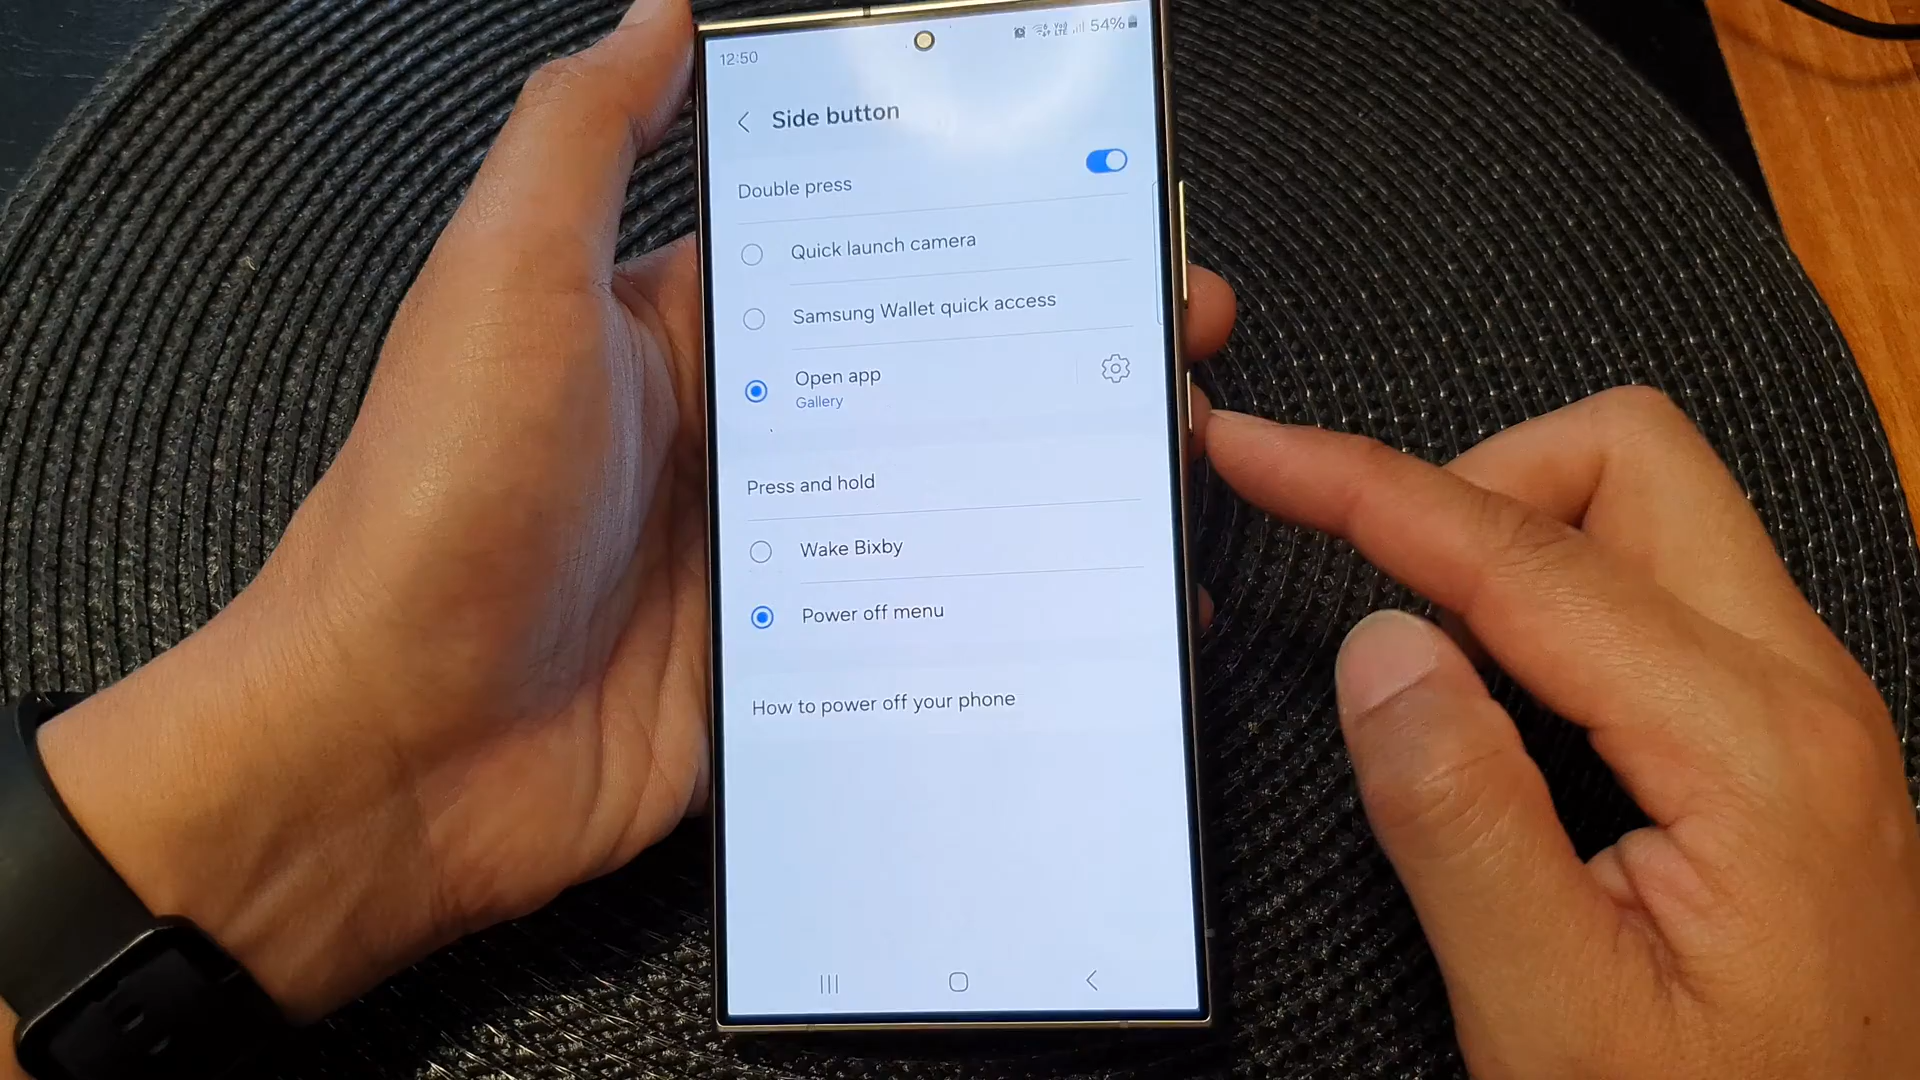 12:50
54%
Side button
Double press
Quick launch camera
Samsung Wallet quick access
Open app
Gallery
Press and hold
Wake Bixby
Power off menu
How to power off your phone